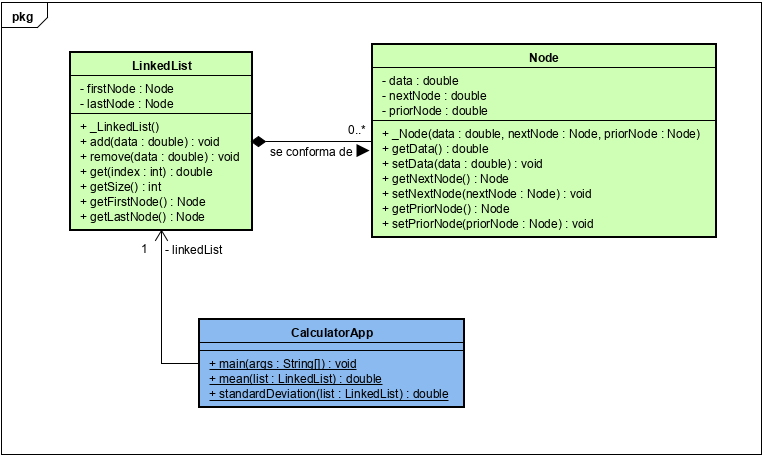 pkg
LinkedList
- firstNode : Node
- lastNode : Node
+ _LinkedList()
+ add(data : double) : void
+ remove(data : double) : void
+ get(index : int) : double
+ getSize() : int
+ getFirstNode() : Node
+ getLastNode() : Node
0..*
se conforma de
Node
- data : double
- nextNode : double
- priorNode : double
+ _Node(data : double, nextNode : Node, priorNode : Node)
+ getData() : double
+ setData(data : double) : void
+ getNextNode() : Node
+ setNextNode(nextNode : Node) : void
+ getPriorNode() : Node
+ setPriorNode(priorNode : Node) : void
1 - linkedList
CalculatorApp
+ main(args : String[]) : void
+ mean(list : LinkedList) : double
+ standardDeviation(list : LinkedList) : double